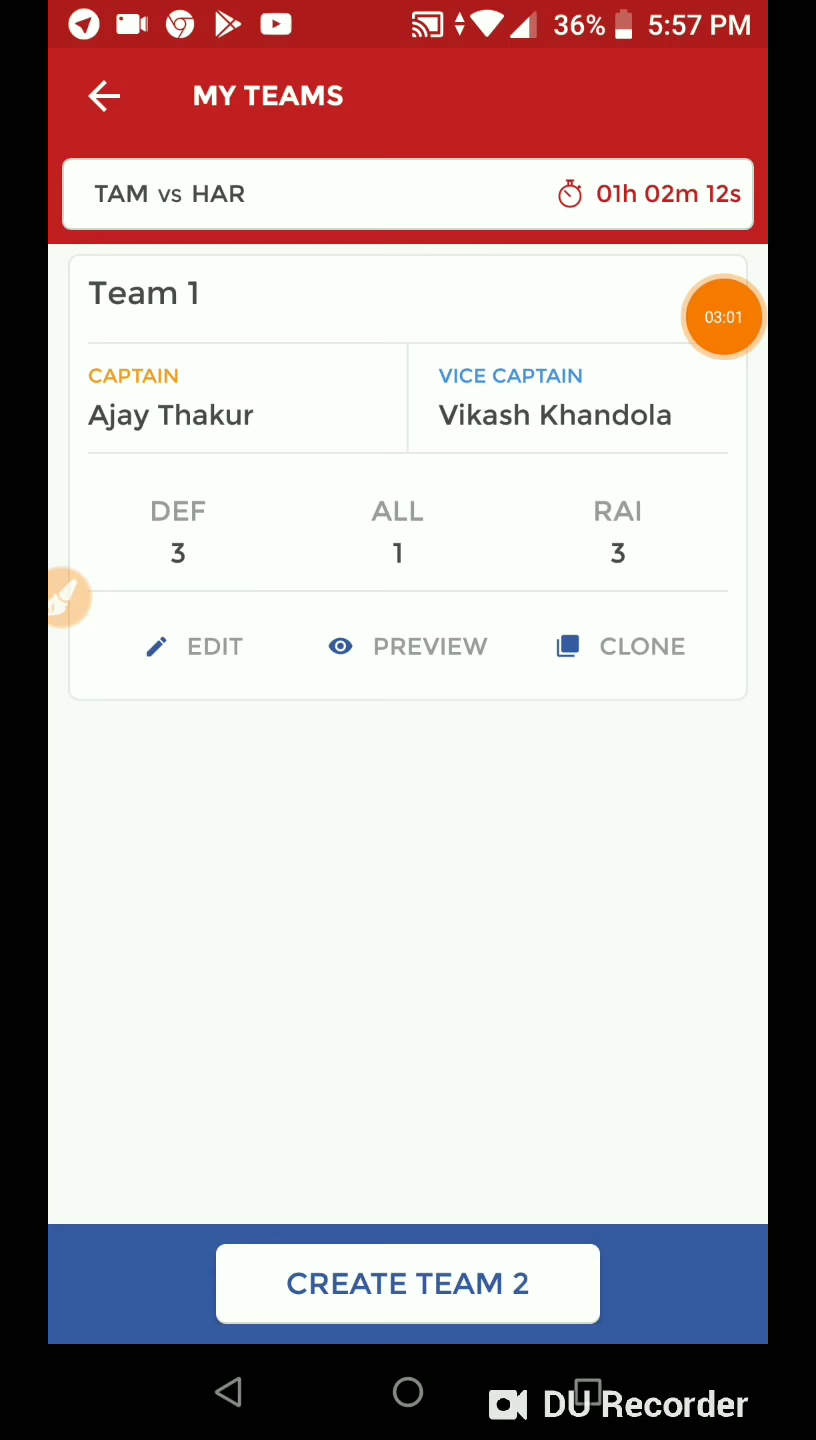 36% 5:57 PM
MY TEAMS
TAM vs HAR 01h 02m 12s
Team 1
03:01
CAPTAIN VICE CAPTAIN
Ajay Thakur Vikash Khandola
DEF ALL RAI
3 1 3
EDIT PREVIEW CLONE
CREATE TEAM 2
DU Recorder